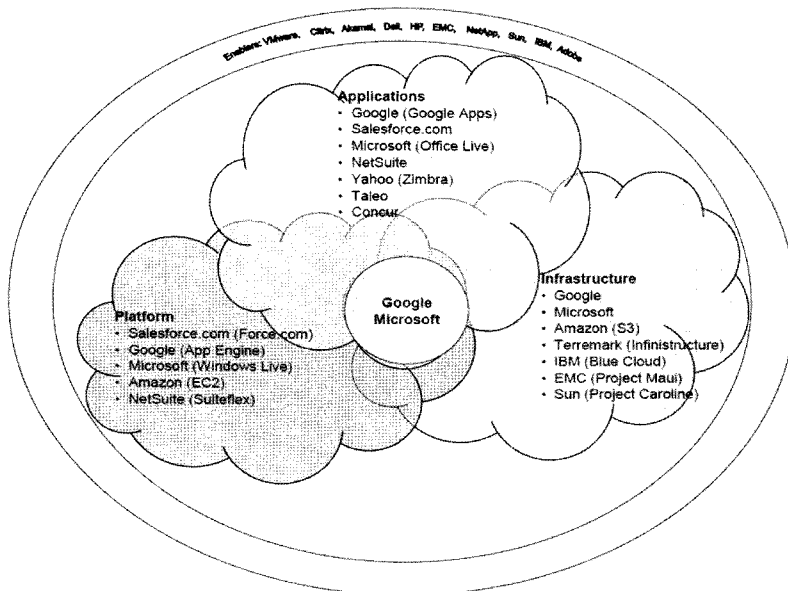 Enablers: VMware, Citrix, Akamai, Dell, HP, EMC, NetApp, Sun, IBM, Adobe
Applications
• Google (Google Apps)
• Salesforce.com
• Microsoft (Office Live)
• NetSuite
• Yahoo (Zimbra)
• Taleo
• Concur
Google
Microsoft
Infrastructure
• Google
• Microsoft
• Amazon (S3)
• Terremark (Infinistructure)
• IBM (Blue Cloud)
• EMC (Project Maui)
• Sun (Project Caroline)
Platform
• Salesforce.com (Force.com)
• Google (App Engine)
• Microsoft (Windows Live)
• Amazon (EC2)
• NetSuite (Suiteflex)